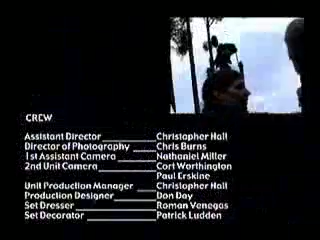 CREW
Assistant Director Christopher Hall
Director of Photography Chris Burns
1st Assistant Camera Nathaniel Miller
2nd Unit Camera Cort Worthington
Paul Erskine
Unit Production Manager Christopher Hall
Production Designer Don Day
Set Dresser Roman Venegas
Set Decorator Patrick Ludden